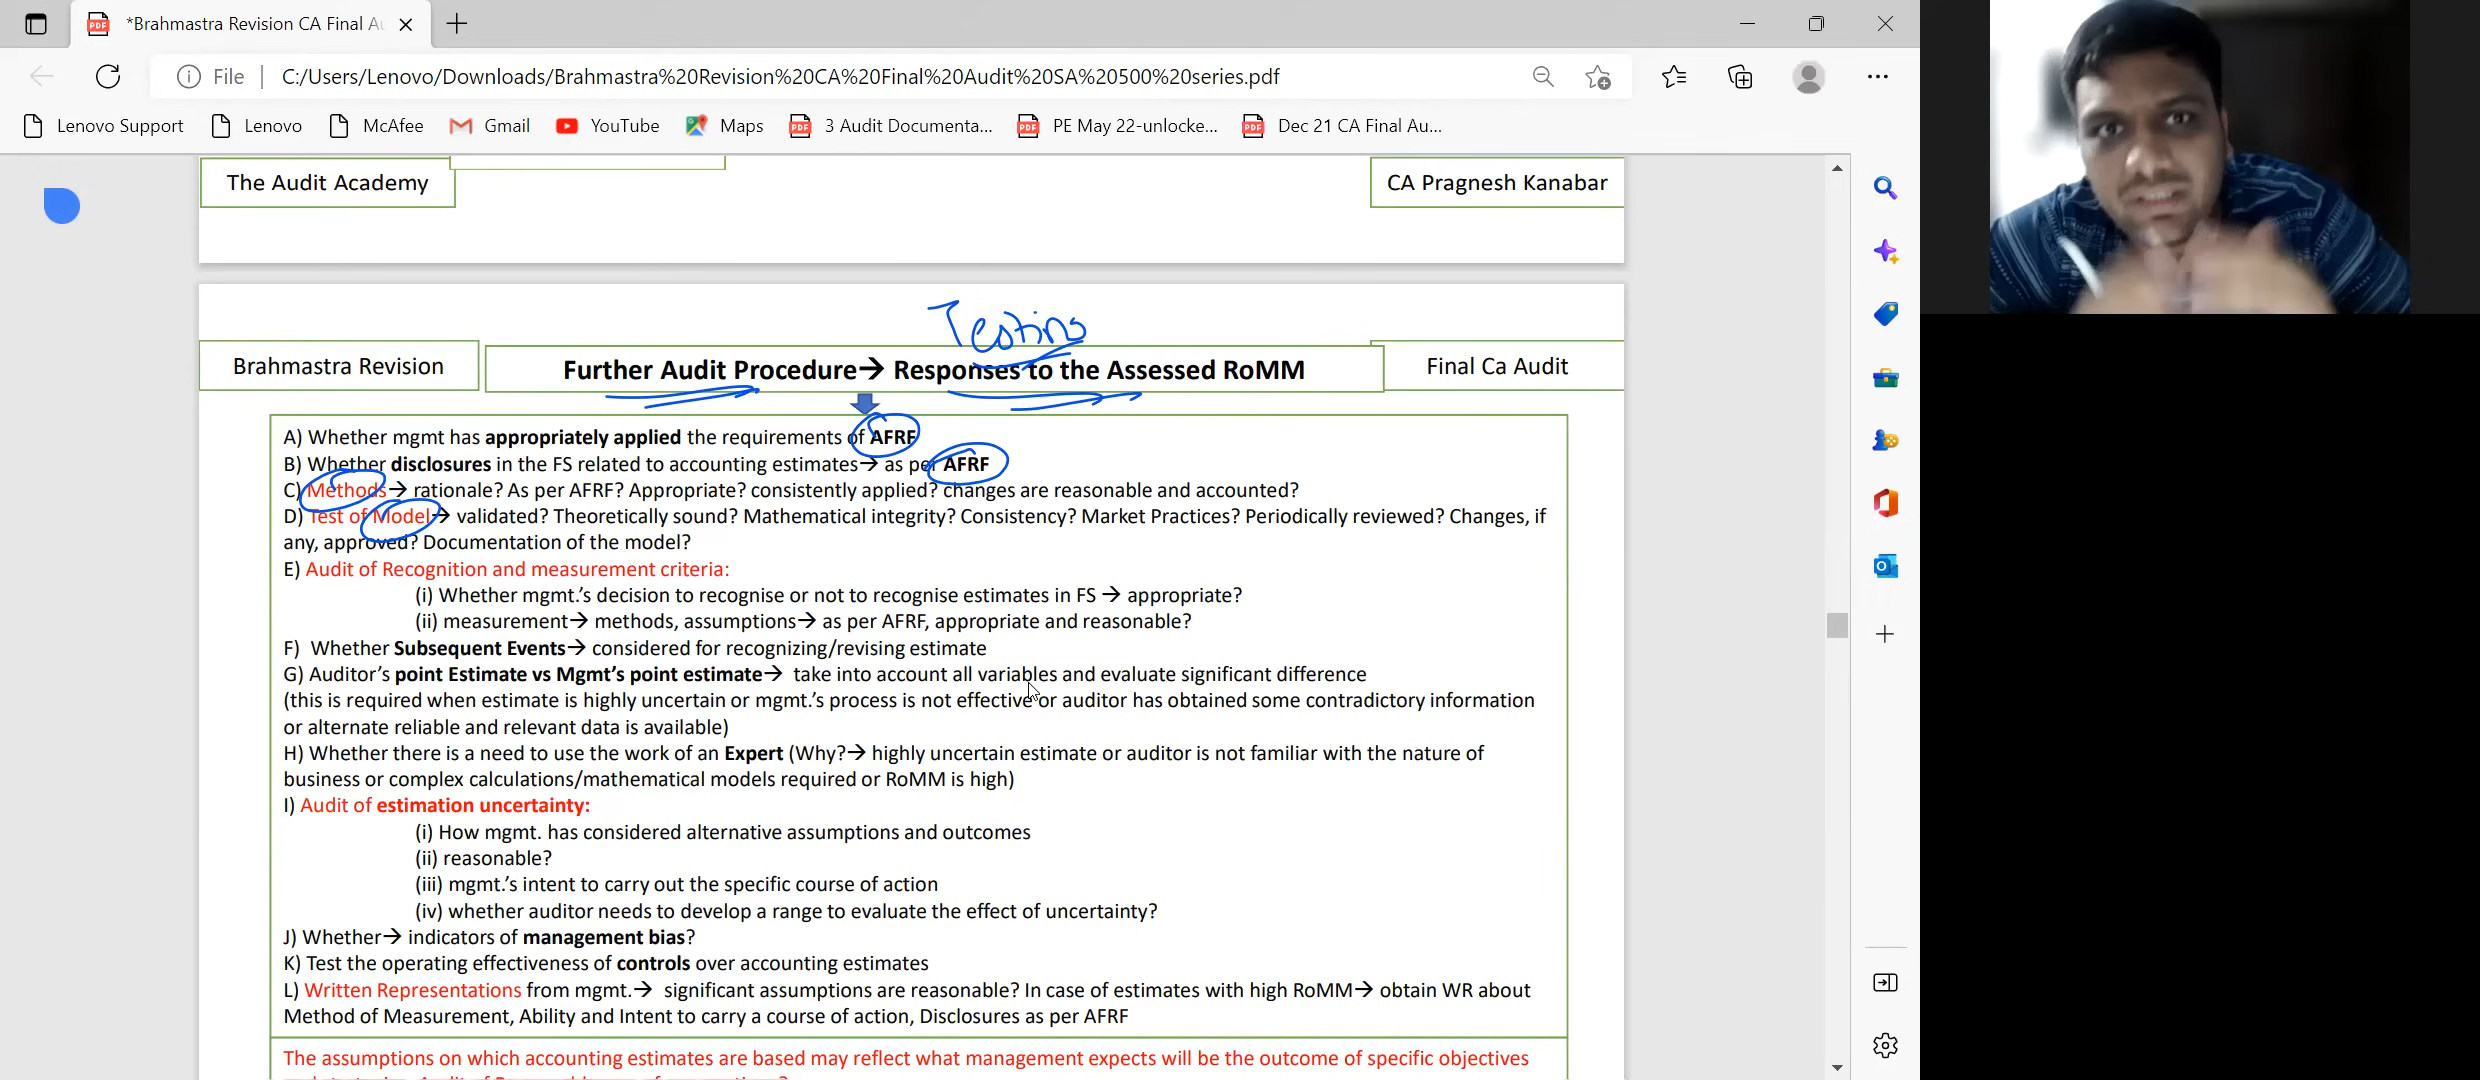 *Brahmastra Revision CA Final Au
File
C:/Users/Lenovo/Downloads/Brahmastra%20Revision%20CA%20Final%20Audit%20SA%20500%20series.pdf
Lenovo Support
Lenovo
McAfee
Gmail
YouTube
Maps
3 Audit Documenta...
PE May 22-unlocke...
Dec 21 CA Final Au...
The Audit Academy
CA Pragnesh Kanabar
Testing
Brahmastra Revision
Further Audit Procedure→ Responses to the Assessed RoMM
Final Ca Audit
A) Whether mgmt has appropriately applied the requirements of AFRF
B) Whether disclosures in the FS related to accounting estimates→ as per AFRF
C) Methods→ rationale? As per AFRF? Appropriate? consistently applied? changes are reasonable and accounted?
D) Test of Model→ validated? Theoretically sound? Mathematical integrity? Consistency? Market Practices? Periodically reviewed? Changes, if
any, approved? Documentation of the model?
E) Audit of Recognition and measurement criteria:
(i) Whether mgmt.’s decision to recognise or not to recognise estimates in FS → appropriate?
(ii) measurement→ methods, assumptions→ as per AFRF, appropriate and reasonable?
F) Whether Subsequent Events→ considered for recognizing/revising estimate
G) Auditor’s point Estimate vs Mgmt’s point estimate→ take into account all variables and evaluate significant difference
(this is required when estimate is highly uncertain or mgmt.’s process is not effective or auditor has obtained some contradictory information
or alternate reliable and relevant data is available)
H) Whether there is a need to use the work of an Expert (Why?→ highly uncertain estimate or auditor is not familiar with the nature of
business or complex calculations/mathematical models required or RoMM is high)
I) Audit of estimation uncertainty:
(i) How mgmt. has considered alternative assumptions and outcomes
(ii) reasonable?
(iii) mgmt.’s intent to carry out the specific course of action
(iv) whether auditor needs to develop a range to evaluate the effect of uncertainty?
J) Whether→ indicators of management bias?
K) Test the operating effectiveness of controls over accounting estimates
L) Written Representations from mgmt.→ significant assumptions are reasonable? In case of estimates with high RoMM→ obtain WR about
Method of Measurement, Ability and Intent to carry a course of action, Disclosures as per AFRF
The assumptions on which accounting estimates are based may reflect what management expects will be the outcome of specific objectives